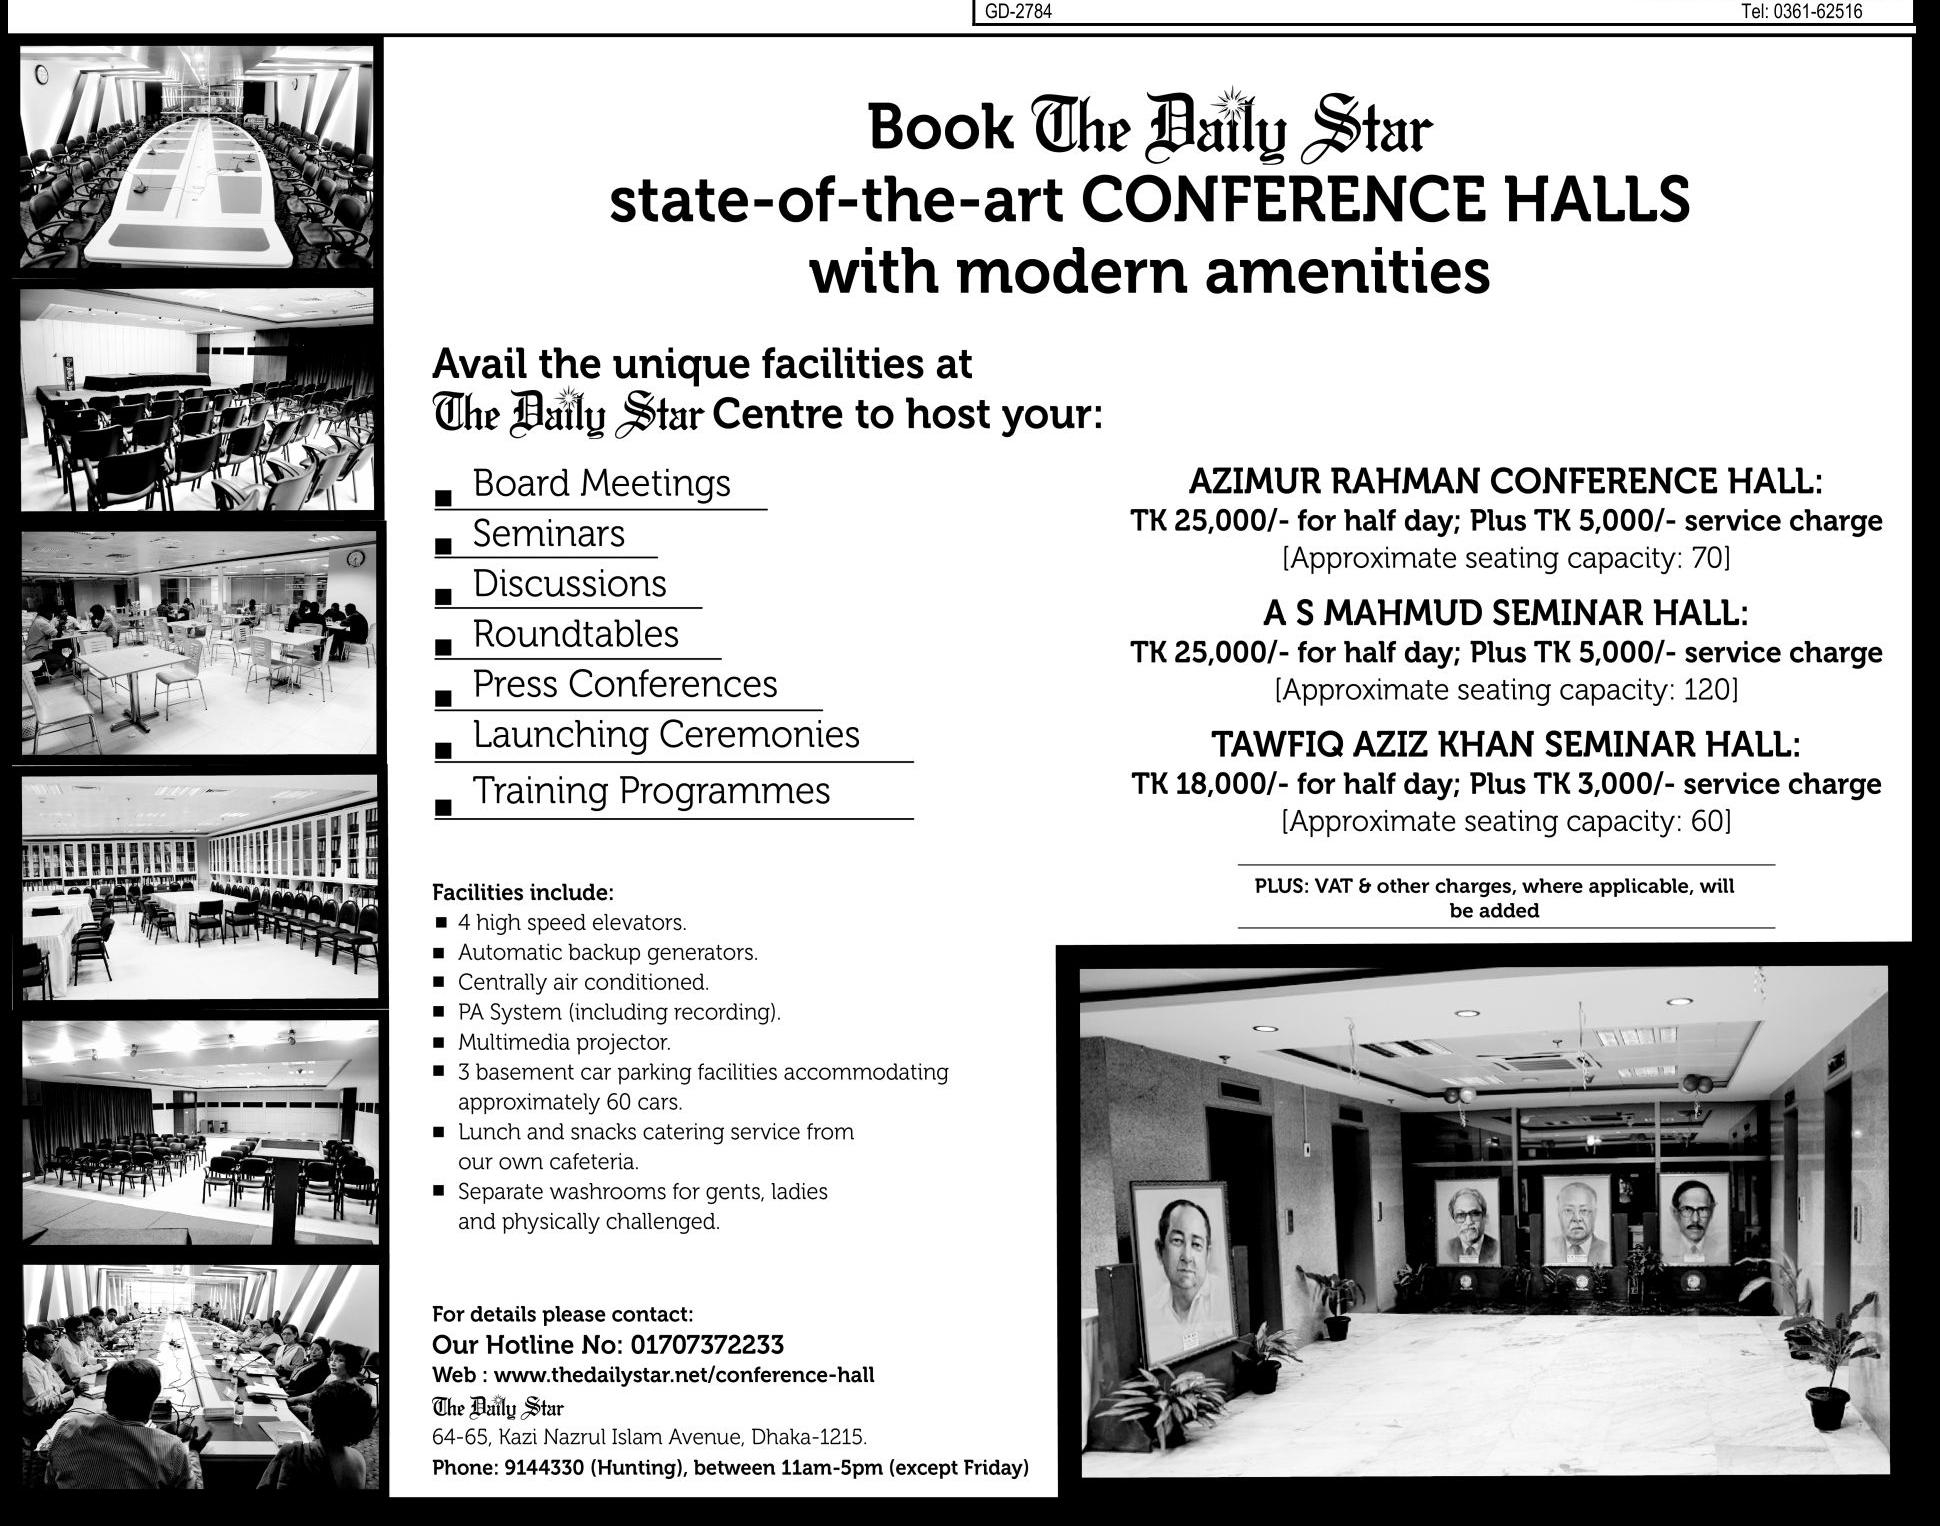 GD-2784
Tel: 0361-62516
Book The Daily Star
state-of-the-art CONFERENCE HALLS
with modern amenities
Avail the unique facilities at
The Daily Star Centre to host your:
Board Meetings
Seminars
Discussions
Roundtables
Press Conferences
Launching Ceremonies
Training Programmes
AZIMUR RAHMAN CONFERENCE HALL:
TK 25,000/- for half day; Plus TK 5,000/- service charge
[Approximate seating capacity: 70]
A S MAHMUD SEMINAR HALL:
TK 25,000/- for half day; Plus TK 5,000/- service charge
[Approximate seating capacity: 120]
TAWFIQ AZIZ KHAN SEMINAR HALL:
TK 18,000/- for half day; Plus TK 3,000/- service charge
[Approximate seating capacity: 60]
PLUS: VAT & other charges, where applicable, will
be added
Facilities include:
4 high speed elevators.
Automatic backup generators.
Centrally air conditioned.
PA System (including recording).
Multimedia projector.
3 basement car parking facilities accommodating
approximately 60 cars.
Lunch and snacks catering service from
our own cafeteria.
Separate washrooms for gents, ladies
and physically challenged.
For details please contact:
Our Hotline No: 01707372233
Web : www.thedailystar.net/conference-hall
The Daily Star
64-65, Kazi Nazrul Islam Avenue, Dhaka-1215.
Phone: 9144330 (Hunting), between 11am-5pm (except Friday)